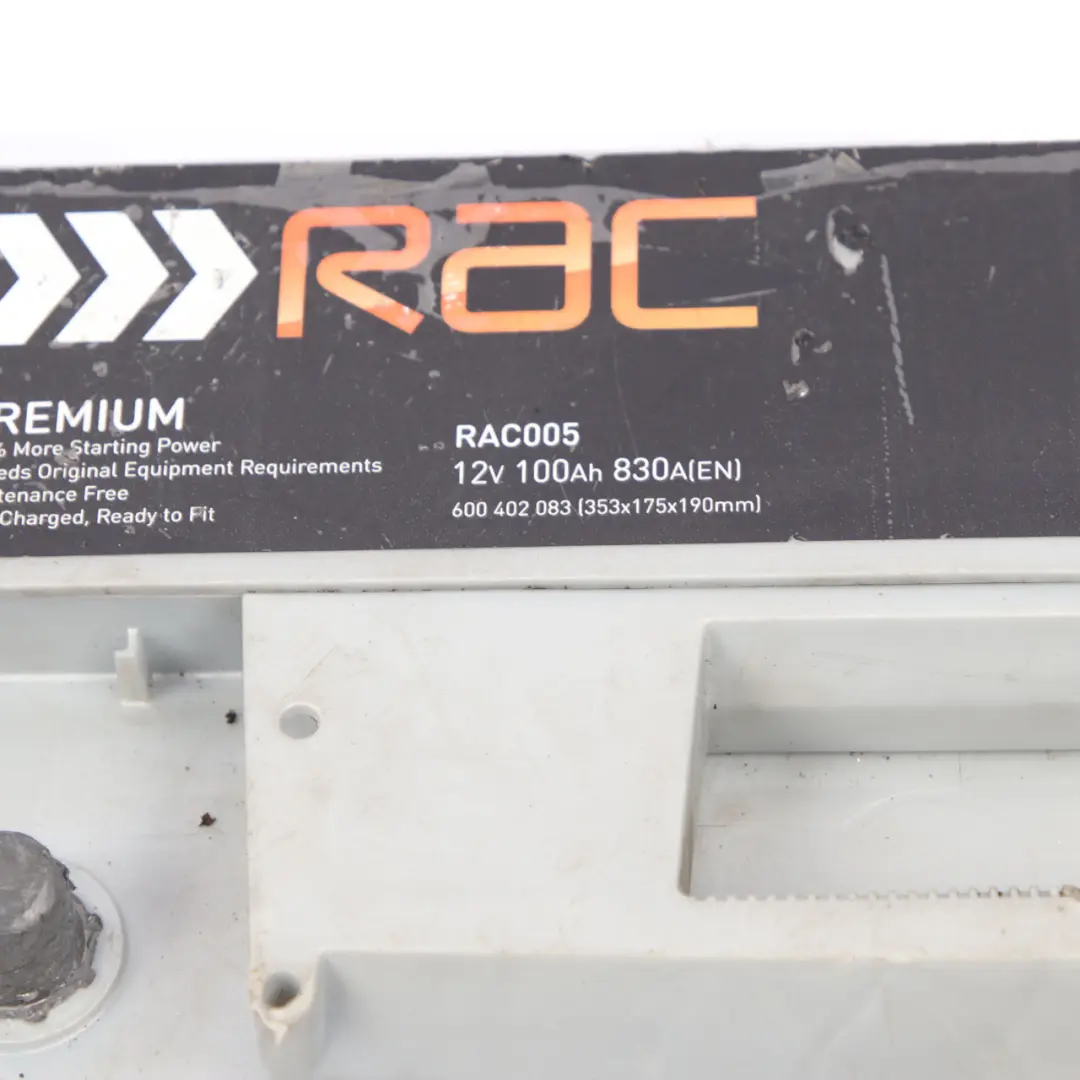 RAC
REMIUM
% More Starting Power
eds Original Equipment Requirements
tenance Free
Charged, Ready to Fit
RAC005
12V 100Ah 830A(EN)
600 402 083 (353x175x190mm)